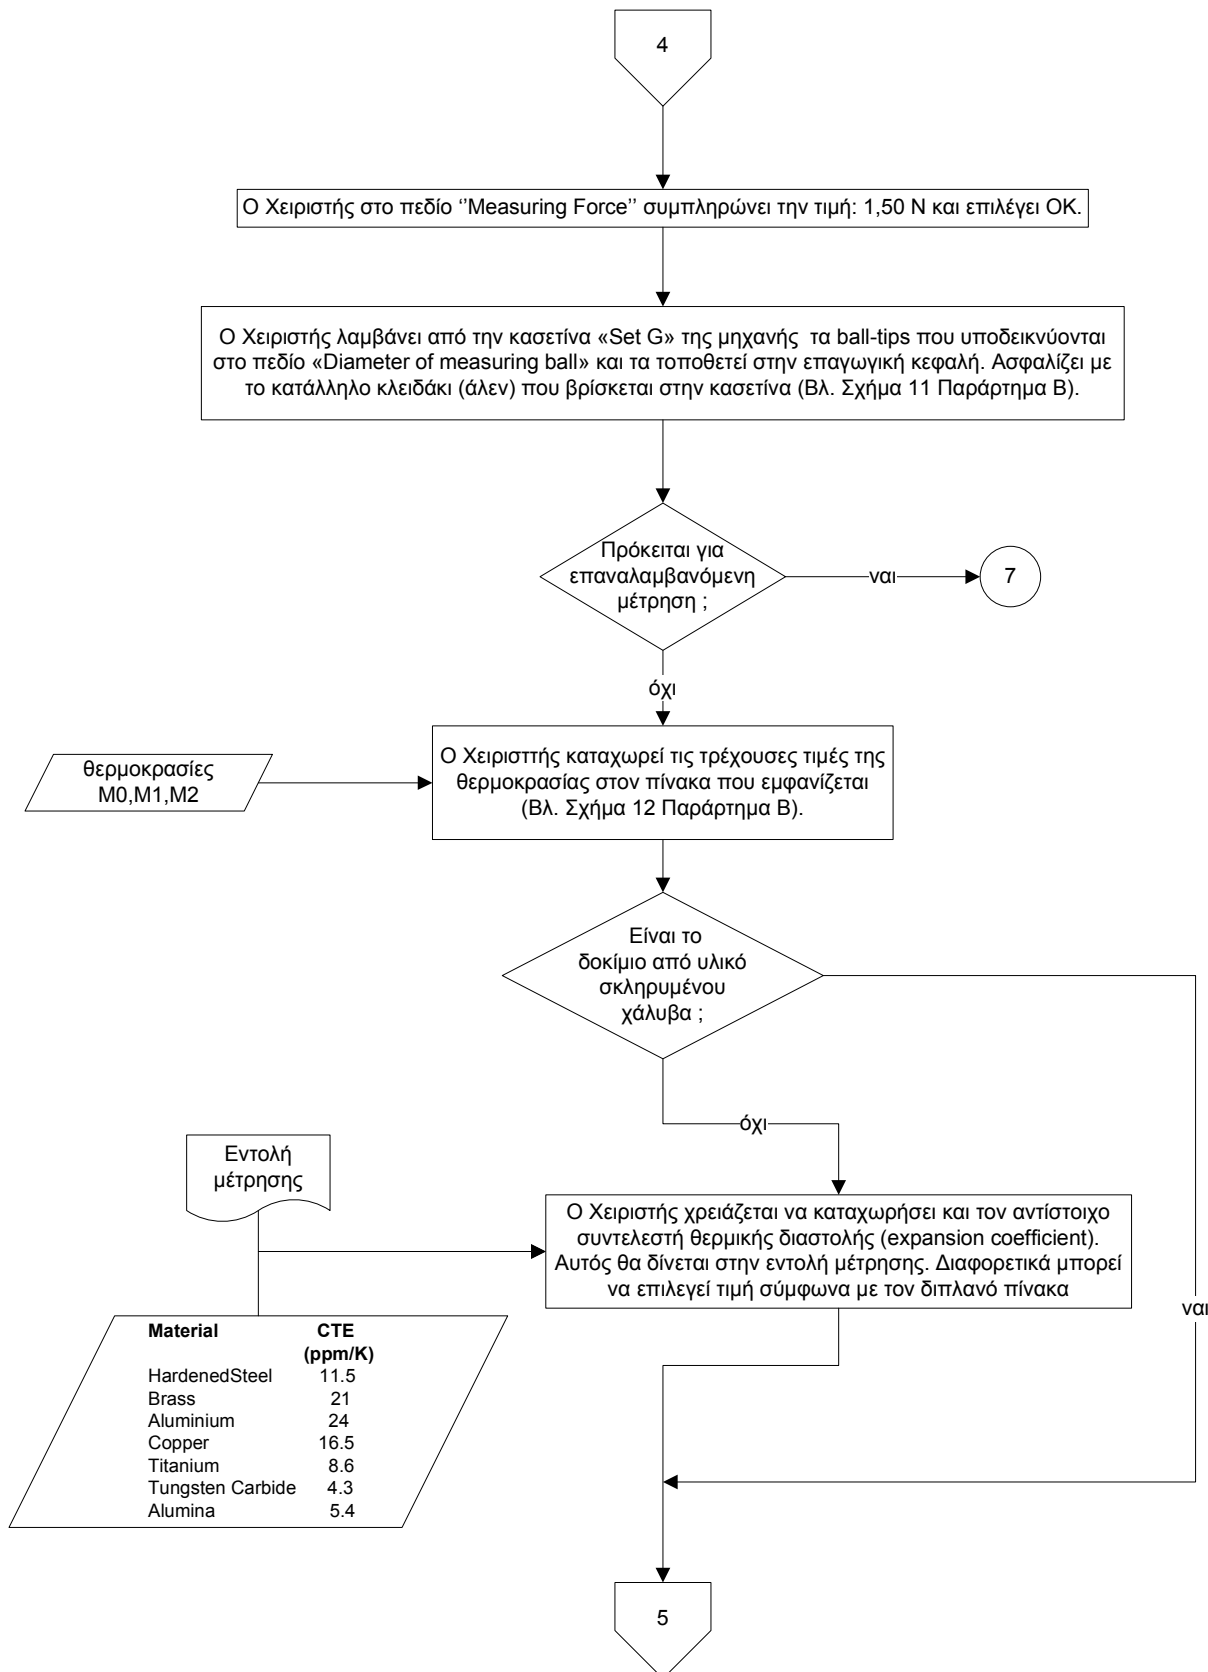 4
Ο Χειριστής στο πεδίο ‘’Measuring Force’’ συμπληρώνει την τιμή: 1,50 Ν και επιλέγει ΟΚ.
Ο Χειριστής λαμβάνει από την κασετίνα «Set G» της μηχανής τα ball-tips που υποδεικνύονται
στο πεδίο «Diameter of measuring ball» και τα τοποθετεί στην επαγωγική κεφαλή. Ασφαλίζει με
το κατάλληλο κλειδάκι (άλεν) που βρίσκεται στην κασετίνα (Βλ. Σχήμα 11 Παράρτημα Β).
Πρόκειται για
επαναλαμβανόμενη
μέτρηση ;
ναι
7
όχι
θερμοκρασίες
Μ0,Μ1,Μ2
Ο Χειρισττής καταχωρεί τις τρέχουσες τιμές της
θερμοκρασίας στον πίνακα που εμφανίζεται
(Βλ. Σχήμα 12 Παράρτημα Β).
Είναι το
δοκίμιο από υλικό
σκληρυμένου
χάλυβα ;
όχι
Εντολή
μέτρησης
Ο Χειριστής χρειάζεται να καταχωρήσει και τον αντίστοιχο
συντελεστή θερμικής διαστολής (expansion coefficient).
Αυτός θα δίνεται στην εντολή μέτρησης. Διαφορετικά μπορεί
να επιλεγεί τιμή σύμφωνα με τον διπλανό πίνακα
ναι
Material CTE
(ppm/K)
HardenedSteel 11.5
Brass 21
Aluminium 24
Copper 16.5
Titanium 8.6
Tungsten Carbide 4.3
Alumina 5.4
5